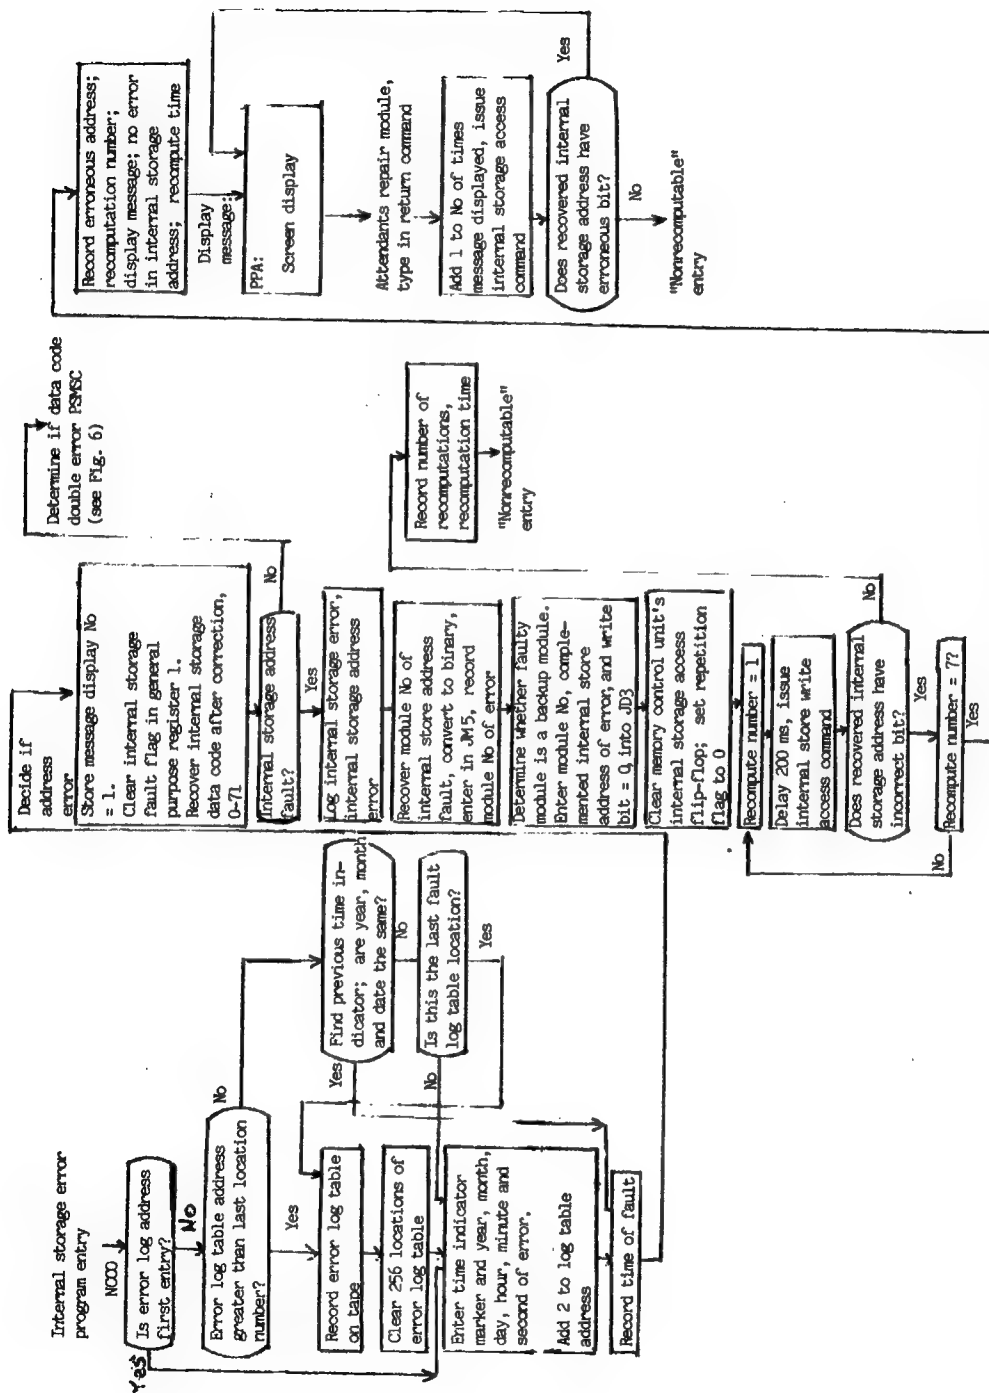 Internal storage error
program entry
NCCO
Is error log address
first entry?
Yes
No
Error log table address
greater than last location
number?
No
Yes
Record error log table
on tape
Clear 256 locations of
error log table
Enter time indicator
marker and year, month,
day, hour, minute and
second of error.
Add 2 to log table
address
Record time of fault
Find previous time in-
dicator; are year, month
and date the same?
Yes
No
Is this the last fault
log table location?
No
Yes
Decide if
address
error
Store message display No
= 1.
Clear internal storage
fault flag in general
purpose register 1.
Recover internal storage
data code after correction,
0-71
Internal storage address
fault?
No
Yes
Determine if data code
double error PSMSC
(see Fig. 6)
Log internal storage error,
internal storage address
error
Recover module No of
internal store address
fault, convert to binary,
enter in JM15, record
module No of error
Determine whether faulty
module is a backup module.
Enter module No, comple-
mented internal store
address of error, and write
bit = 0, into JD3
Clear memory control unit's
internal storage access
flip-flop; set repetition
flag to 0
Recompute number = 1
Delay 200 ms, issue
internal store write
access command
Does recovered internal
storage address have
incorrect bit?
No
Yes
Recompute number = 7?
No
Yes
Record number of
recomputations,
recomputation time
"Nonrecomputable"
entry
Record erroneous address;
recomputation number;
display message; no error
in internal storage
address; recompute time
Display
message:
PPA:
Screen display
Attendants repair module,
type in return command
Add 1 to No of times
message displayed, issue
internal storage access
command
Does recovered internal
storage address have
erroneous bit?
Yes
No
"Nonrecomputable"
entry